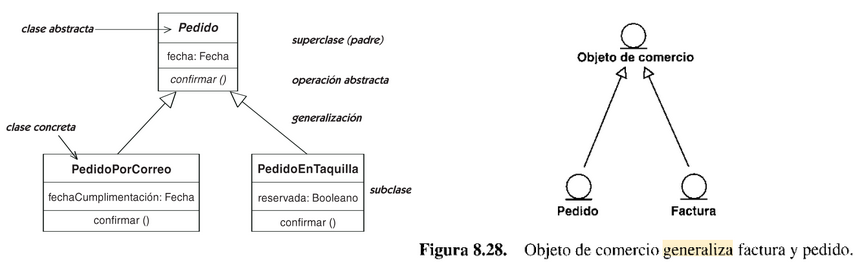 clase abstracta
Pedido
fecha: Fecha
confirmar ()
superclase (padre)
operación abstracta
generalización
clase concreta
PedidoPorCorreo
fechaCumplimentación: Fecha
confirmar ()
PedidoEnTaquilla
reservada: Booleano
confirmar ()
subclase
Objeto de comercio
Pedido
Factura
Figura 8.28. Objeto de comercio generaliza factura y pedido.